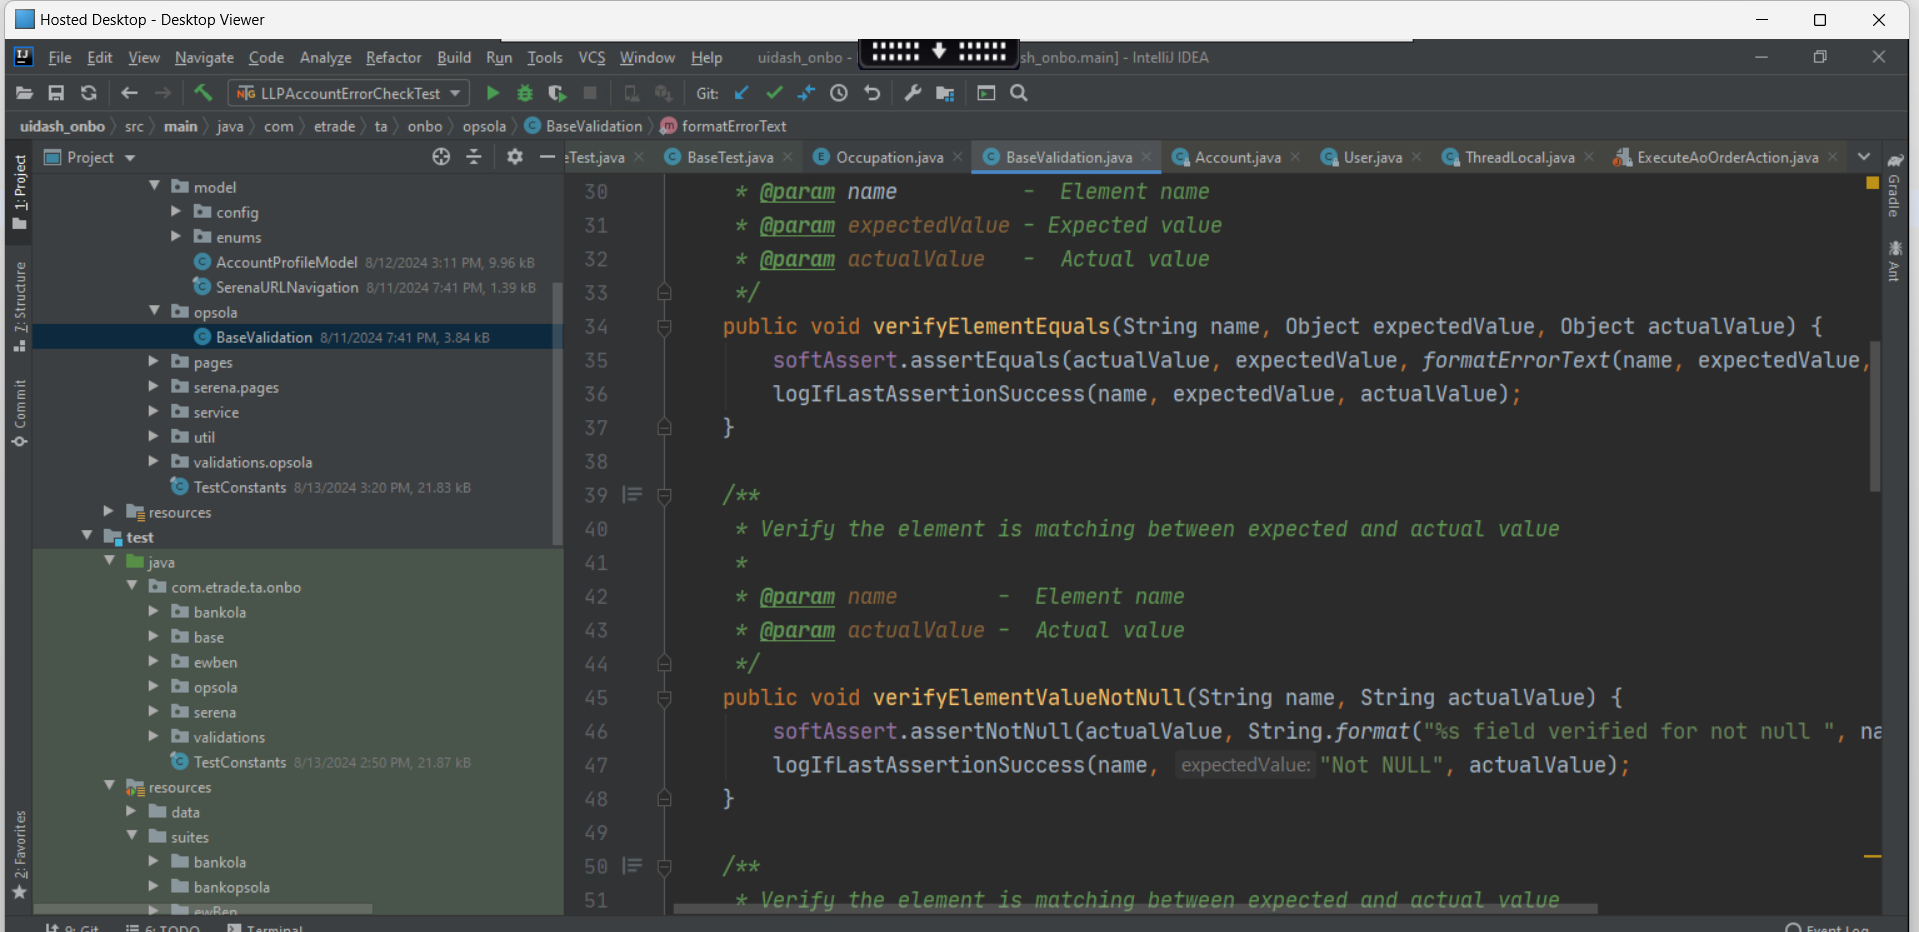 Hosted Desktop - Desktop Viewer
File Edit View Navigate Code Analyze Refactor Build Run Tools VCS Window Help uidash_onbo - sh_onbo.main] - IntelliJ IDEA
LLPAccountErrorCheckTest Git:
uidash_onbo src main java com etrade ta onbo opsola BaseValidation formatErrorText
Project
eTest.java BaseTest.java Occupation.java BaseValidation.java Account.java User.java ThreadLocal.java ExecuteAoOrderAction.java
1: Project
7: Structure
Commit
2: Favorites
model
config
enums
AccountProfileModel 8/12/2024 3:11 PM, 9.96 kB
SerenaURLNavigation 8/11/2024 7:41 PM, 1.39 kB
opsola
BaseValidation 8/11/2024 7:41 PM, 3.84 kB
pages
serena.pages
service
util
validations.opsola
TestConstants 8/13/2024 3:20 PM, 21.83 kB
resources
test
java
com.etrade.ta.onbo
bankola
base
ewben
opsola
serena
validations
TestConstants 8/13/2024 2:50 PM, 21.87 kB
resources
data
suites
bankola
bankopsola
ewBen
30 * @param name - Element name
31 * @param expectedValue - Expected value
32 * @param actualValue - Actual value
33 */
34 public void verifyElementEquals(String name, Object expectedValue, Object actualValue) {
35 softAssert.assertEquals(actualValue, expectedValue, formatErrorText(name, expectedValue,
36 logIfLastAssertionSuccess(name, expectedValue, actualValue);
37 }
38
39 /**
40 * Verify the element is matching between expected and actual value
41 *
42 * @param name - Element name
43 * @param actualValue - Actual value
44 */
45 public void verifyElementValueNotNull(String name, String actualValue) {
46 softAssert.assertNotNull(actualValue, String.format("%s field verified for not null ", na
47 logIfLastAssertionSuccess(name, expectedValue: "Not NULL", actualValue);
48 }
49
50 /**
51 * Verify the element is matching between expected and actual value
Gradle
Ant
9: Git 6: TODO Terminal Event Log